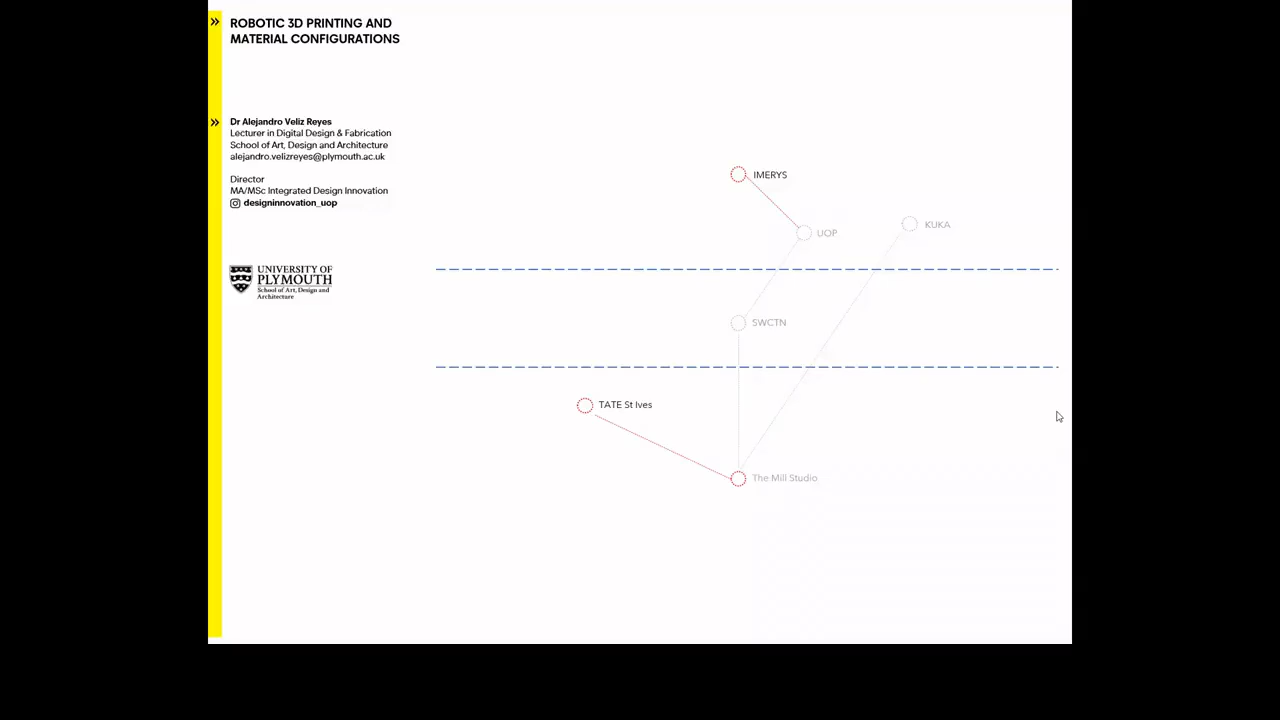 ROBOTIC 3D PRINTING AND
MATERIAL CONFIGURATIONS
Dr Alejandro Veliz Reyes
Lecturer in Digital Design & Fabrication
School of Art, Design and Architecture
alejandro.velizreyes@plymouth.ac.uk
Director
MA/MSc Integrated Design Innovation
designinnovation_uop
UNIVERSITY OF
PLYMOUTH
School of Art, Design and
Architecture
IMERYS
KUKA
UOP
SWCTN
TATE St Ives
The Mill Studio